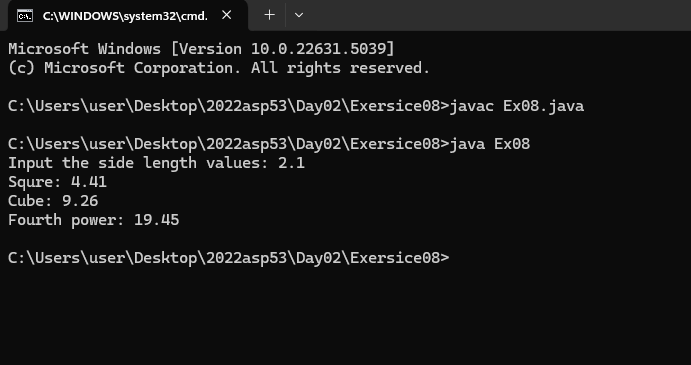 C:\WINDOWS\system32\cmd.
Microsoft Windows [Version 10.0.22631.5039]
(c) Microsoft Corporation. All rights reserved.
C:\Users\user\Desktop\2022asp53\Day02\Exersice08>javac Ex08.java
C:\Users\user\Desktop\2022asp53\Day02\Exersice08>java Ex08
Input the side length values: 2.1
Squre: 4.41
Cube: 9.26
Fourth power: 19.45
C:\Users\user\Desktop\2022asp53\Day02\Exersice08>